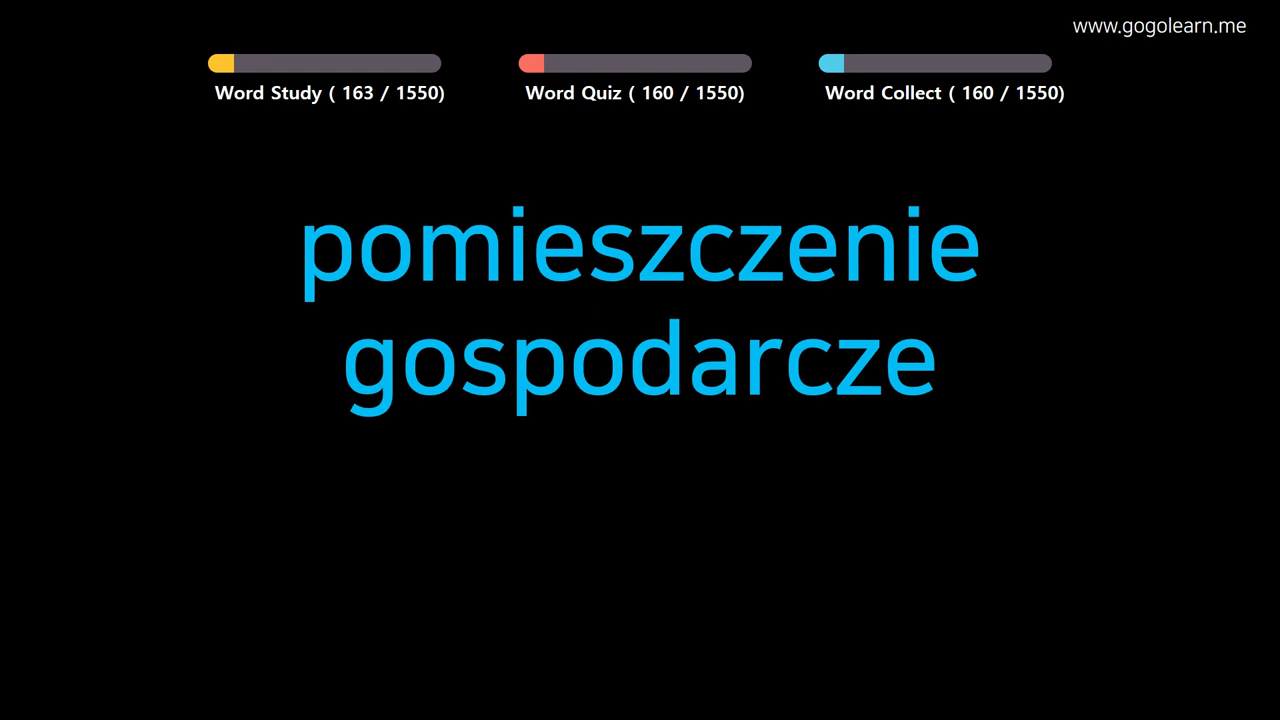 www.gogolearn.me
Word Study ( 163 / 1550)
Word Quiz ( 160 / 1550)
Word Collect ( 160 / 1550)
pomieszczenie
gospodarcze